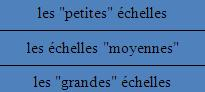 les "petites" échelles
les échelles "moyennes"
les "grandes" échelles